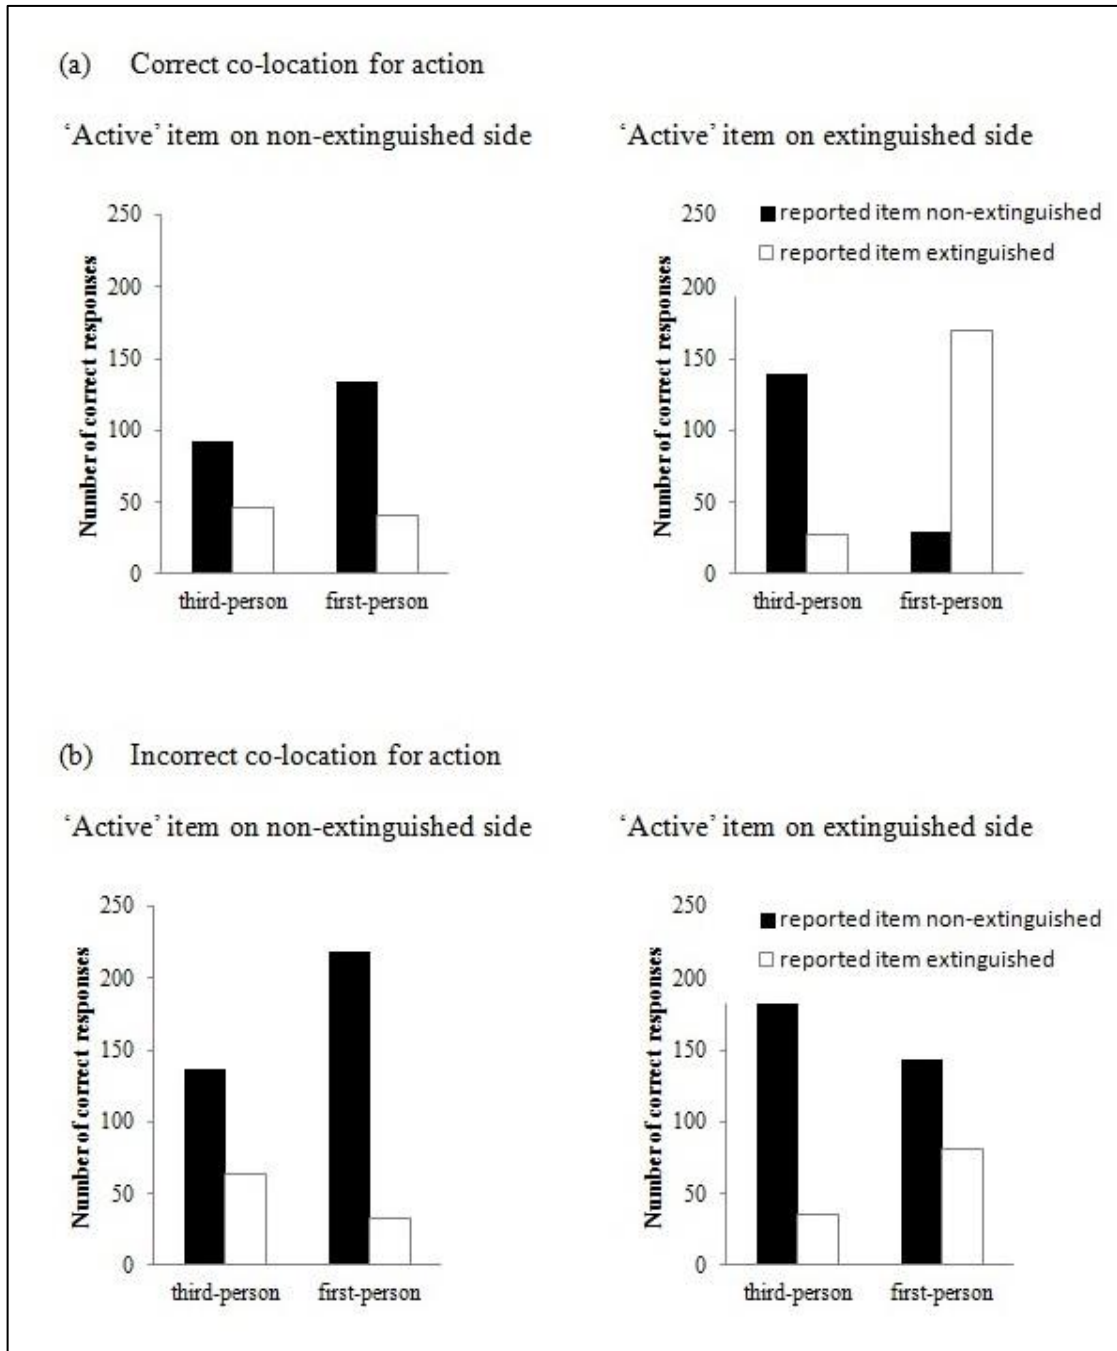 (a) Correct co-location for action
‘Active’ item on non-extinguished side
Number of correct responses
250
200
150
100
50
0
third-person first-person
‘Active’ item on extinguished side
Number of correct responses
250
200
150
100
50
0
reported item non-extinguished
reported item extinguished
third-person first-person
(b) Incorrect co-location for action
‘Active’ item on non-extinguished side
Number of correct responses
250
200
150
100
50
0
third-person first-person
‘Active’ item on extinguished side
Number of correct responses
250
200
150
100
50
0
reported item non-extinguished
reported item extinguished
third-person first-person